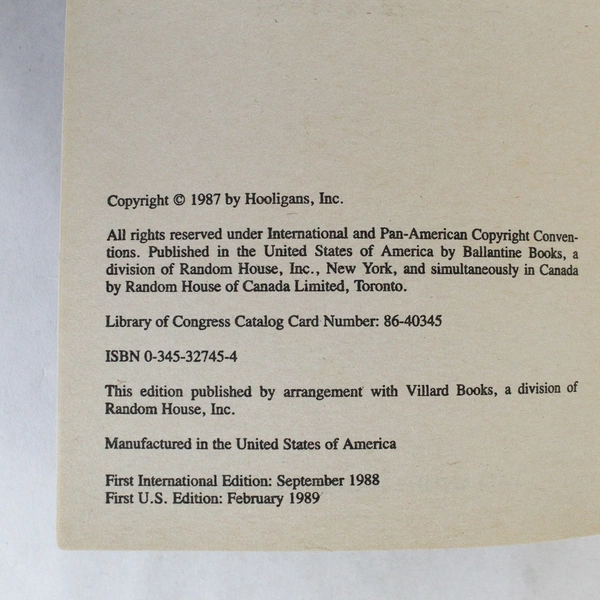 Copyright © 1987 by Hooligans, Inc.
All rights reserved under International and Pan-American Copyright Conven-
tions. Published in the United States of America by Ballantine Books, a
division of Random House, Inc., New York, and simultaneously in Canada
by Random House of Canada Limited, Toronto.
Library of Congress Catalog Card Number: 86-40345
ISBN 0-345-32745-4
This edition published by arrangement with Villard Books, a division of
Random House, Inc.
Manufactured in the United States of America
First International Edition: September 1988
First U.S. Edition: February 1989